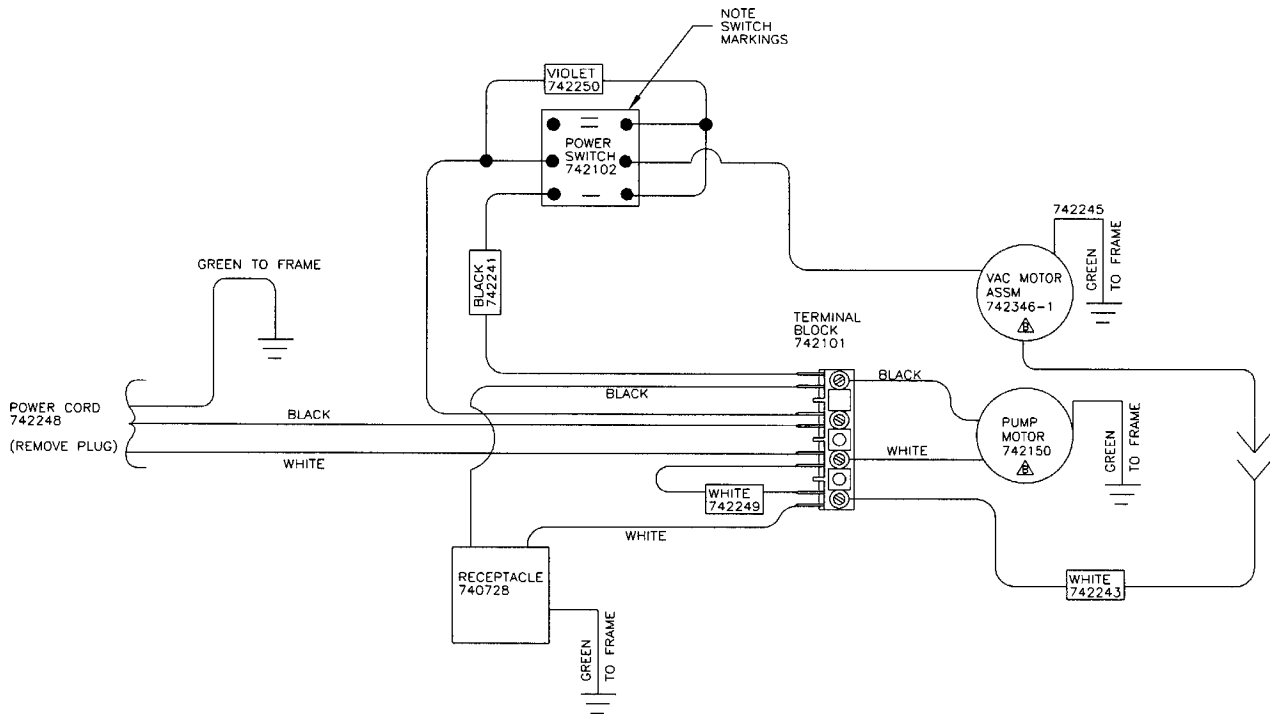 NOTE
SWITCH
MARKINGS
VIOLET
742250
POWER
SWITCH
742102
BLACK
742241
GREEN TO FRAME
742245
GREEN
TO FRAME
VAC MOTOR
ASSM
742346-1
B
TERMINAL
BLOCK
742101
BLACK
BLACK
POWER CORD
742248
(REMOVE PLUG)
BLACK
WHITE
PUMP
MOTOR
742150
B
GREEN
TO FRAME
WHITE
WHITE
742249
WHITE
RECEPTACLE
740728
GREEN
TO FRAME
WHITE
742243